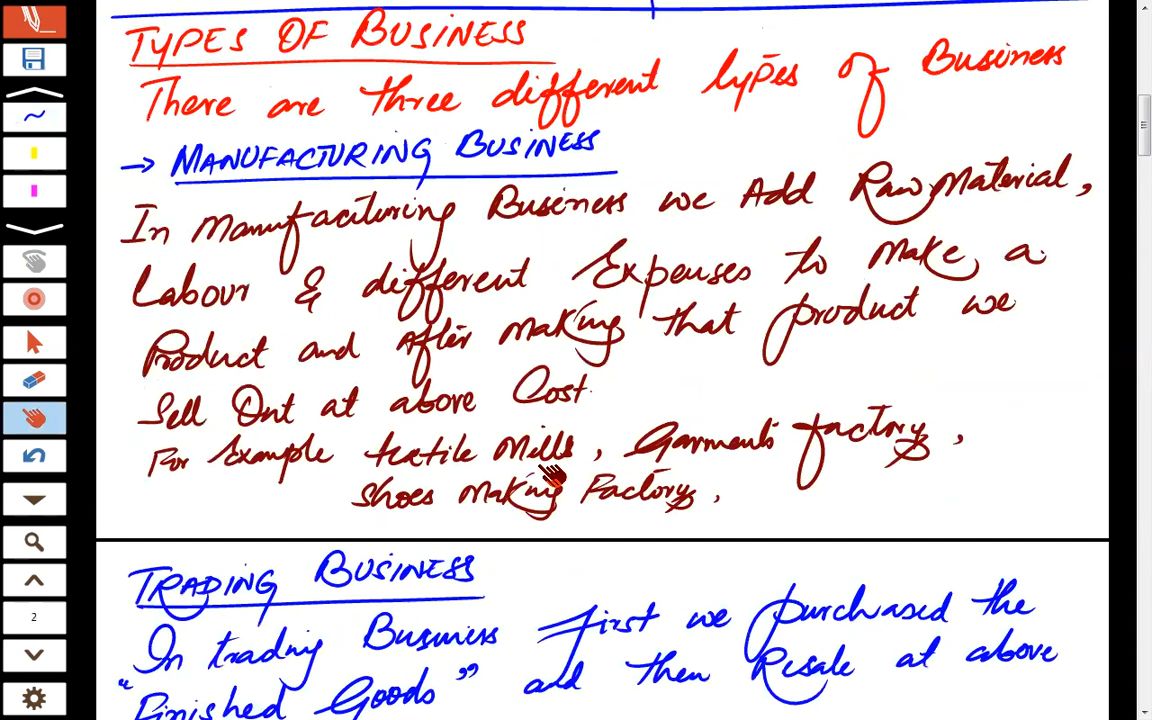 TYPES OF BUSINESS
There are three different types of Business
→ MANUFACTURING BUSINESS
In Manufacturing Business we Add Raw Material,
Labour & different Expenses to Make a
Product and After Making That product we
Sell Out at above Cost
For Example textile Mills, Garments factory,
Shoes Making Factory,
TRADING BUSINESS
In trading Business first we purchased the
"Finished Goods" and then Resale at above
2